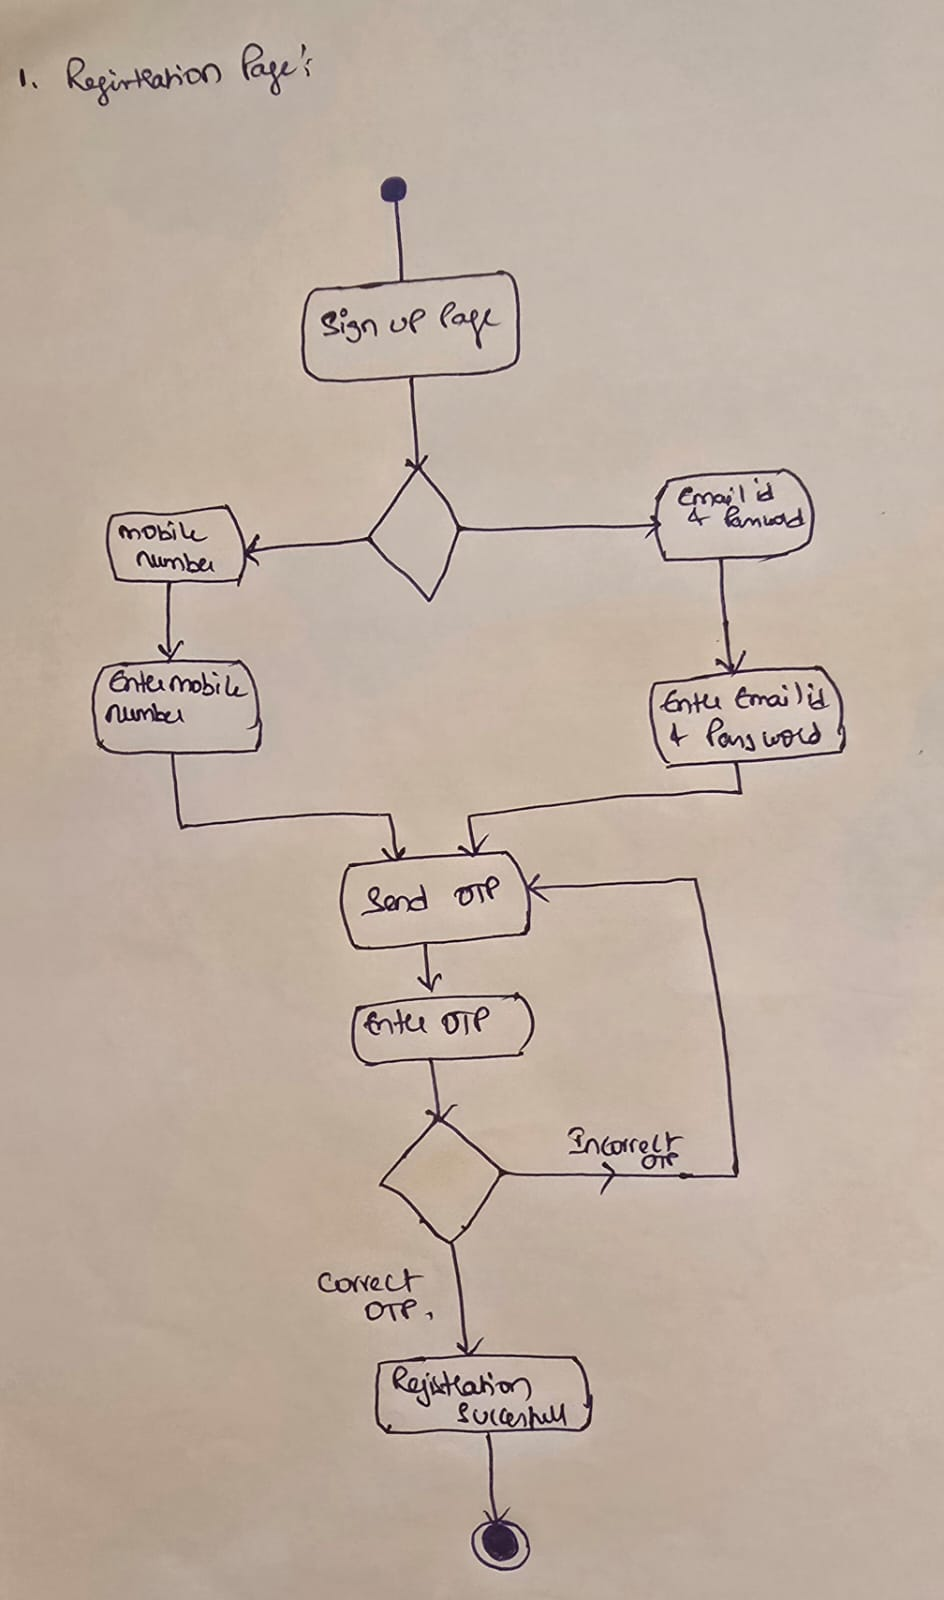 1. Registration Page:
Sign up Page
mobile
number
Email id
& Password
Enter mobile
number
Enter Email id
& Password
Send OTP
Enter OTP
Incorrect
OTP
Correct
OTP.
Registration
Successfull